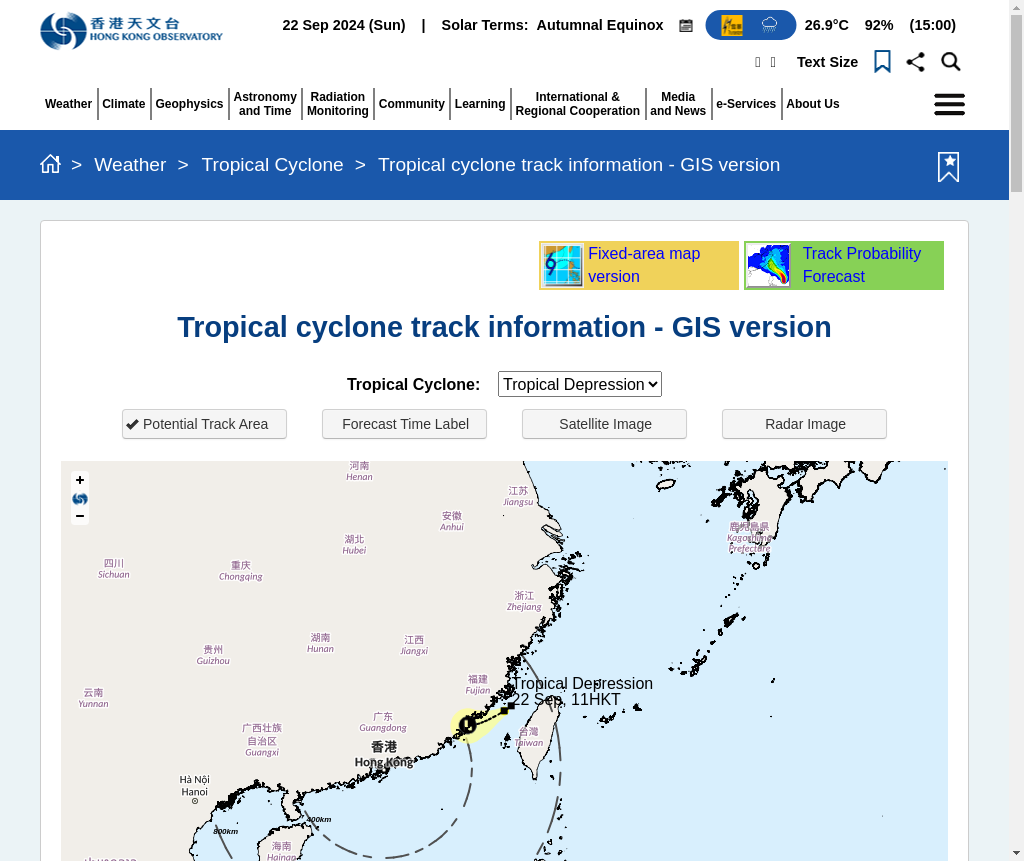 香港天文台
HONG KONG OBSERVATORY
22 Sep 2024 (Sun) | Solar Terms: Autumnal Equinox 26.9°C 92% (15:00)
Text Size
Weather
Climate
Geophysics
Astronomy
and Time
Radiation
Monitoring
Community
Learning
International &
Regional Cooperation
Media
and News
e-Services
About Us
> Weather > Tropical Cyclone > Tropical cyclone track information - GIS version
Fixed-area map
version
Track Probability
Forecast
Tropical cyclone track information - GIS version
Tropical Cyclone: Tropical Depression
Potential Track Area
Forecast Time Label
Satellite Image
Radar Image
+
−
河南
Henan
江苏
Jiangsu
安徽
Anhui
湖北
Hubei
鹿児島県
Kagoshima
Prefecture
四川
Sichuan
重庆
Chongqing
浙江
Zhejiang
湖南
Hunan
江西
Jiangxi
贵州
Guizhou
福建
Fujian
Tropical Depression
22 Sep, 11HKT
云南
Yunnan
广东
Guangdong
广西壮族
自治区
Guangxi
台灣
Taiwan
香港
Hong Kong
Hà Nội
Hanoi
400km
800km
海南
Hainan